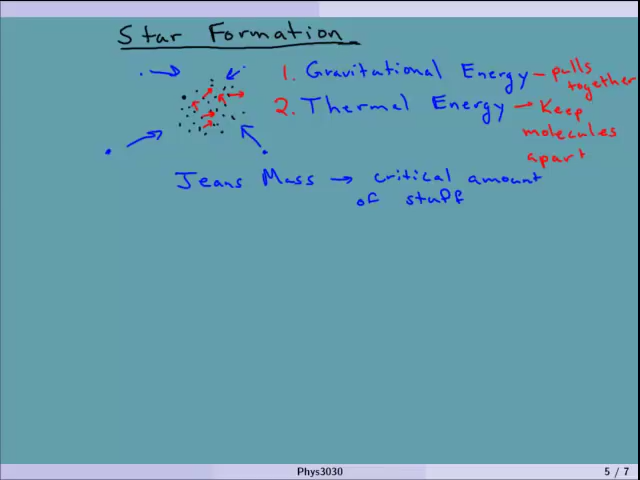 Star Formation
1. Gravitational Energy – pulls together
2. Thermal Energy → Keep molecules apart
Jeans Mass → critical amount
of stuff
Phys3030
5 / 7